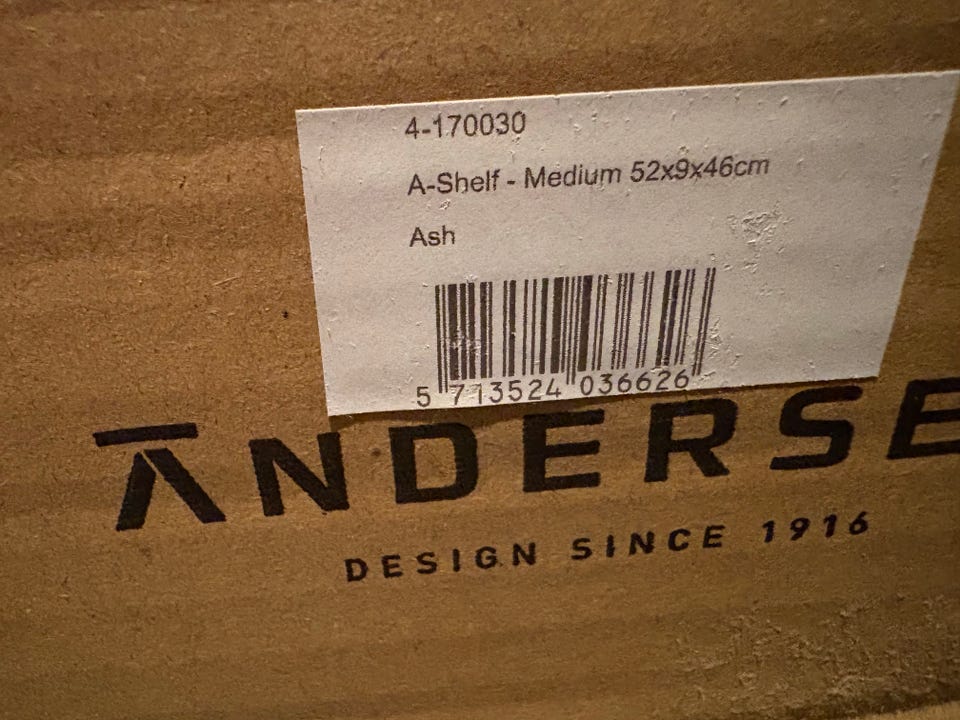 4-170030
A-Shelf - Medium 52x9x46cm
Ash
5 713524 036626
ANDERSE
DESIGN SINCE 1916